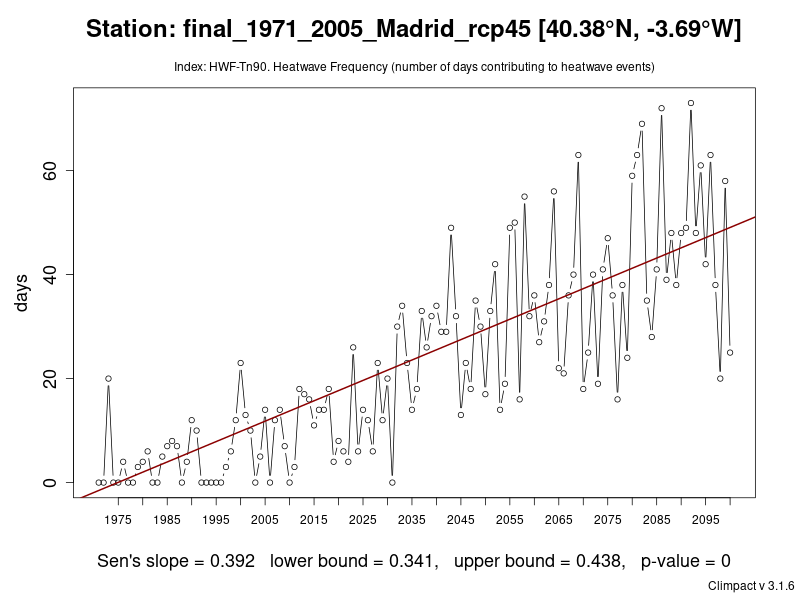 Station: final_1971_2005_Madrid_rcp45 [40.38°N, -3.69°W]
Index: HWF-Tn90. Heatwave Frequency (number of days contributing to heatwave events)
days
60
40
20
0
1975 1985 1995 2005 2015 2025 2035 2045 2055 2065 2075 2085 2095
Sen's slope = 0.392 lower bound = 0.341, upper bound = 0.438, p-value = 0
Climpact v 3.1.6